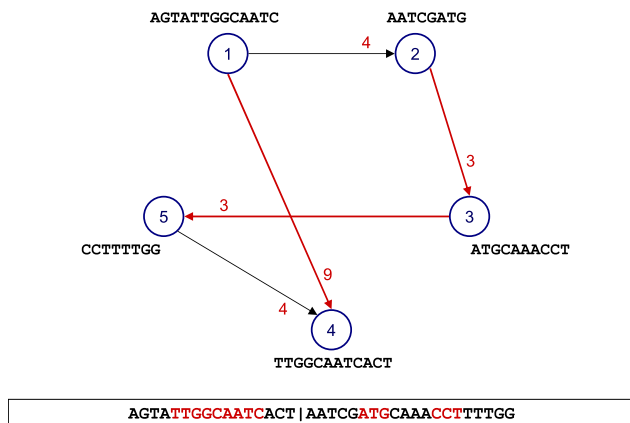 AGTATTGGCAATC AATCGATG
1 4 2
3
5 3 3
CCTTTTGG ATGCAAACCT
9
4
4
TTGGCAATCACT
AGTATTGGCAATCACT|AATCGATGCAAACCTTTTGG